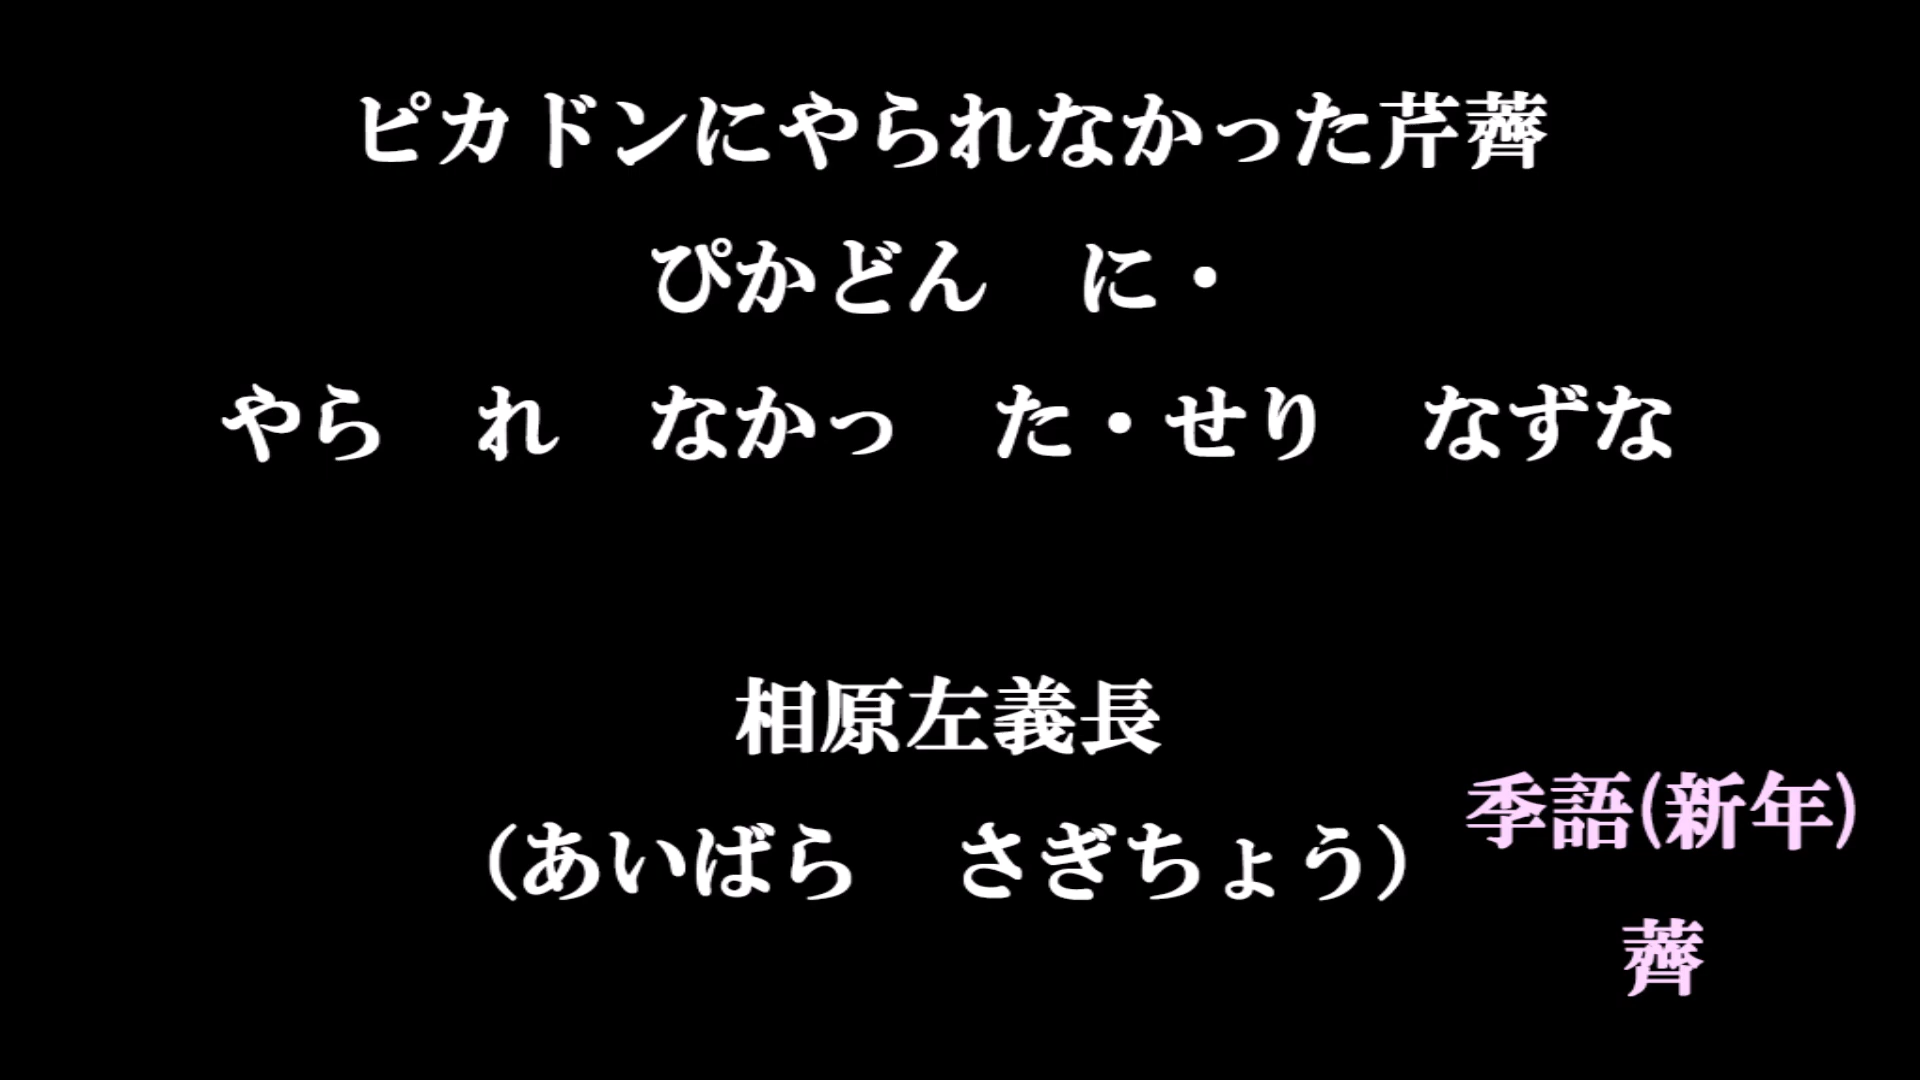 ピカドンにやられなかった芹薺
ぴかどん　に・
やら　れ　なかっ　た・せり　なずな
相原左義長
（あいばら　さぎちょう）
季語(新年)
薺